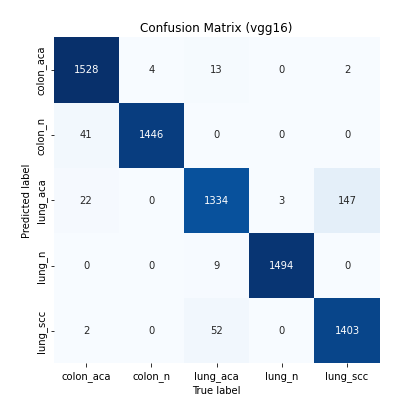 Confusion Matrix (vgg16)
Predicted label
colon_aca 1528 4 13 0 2
colon_n 41 1446 0 0 0
lung_aca 22 0 1334 3 147
lung_n 0 0 9 1494 0
lung_scc 2 0 52 0 1403
colon_aca colon_n lung_aca lung_n lung_scc
True label